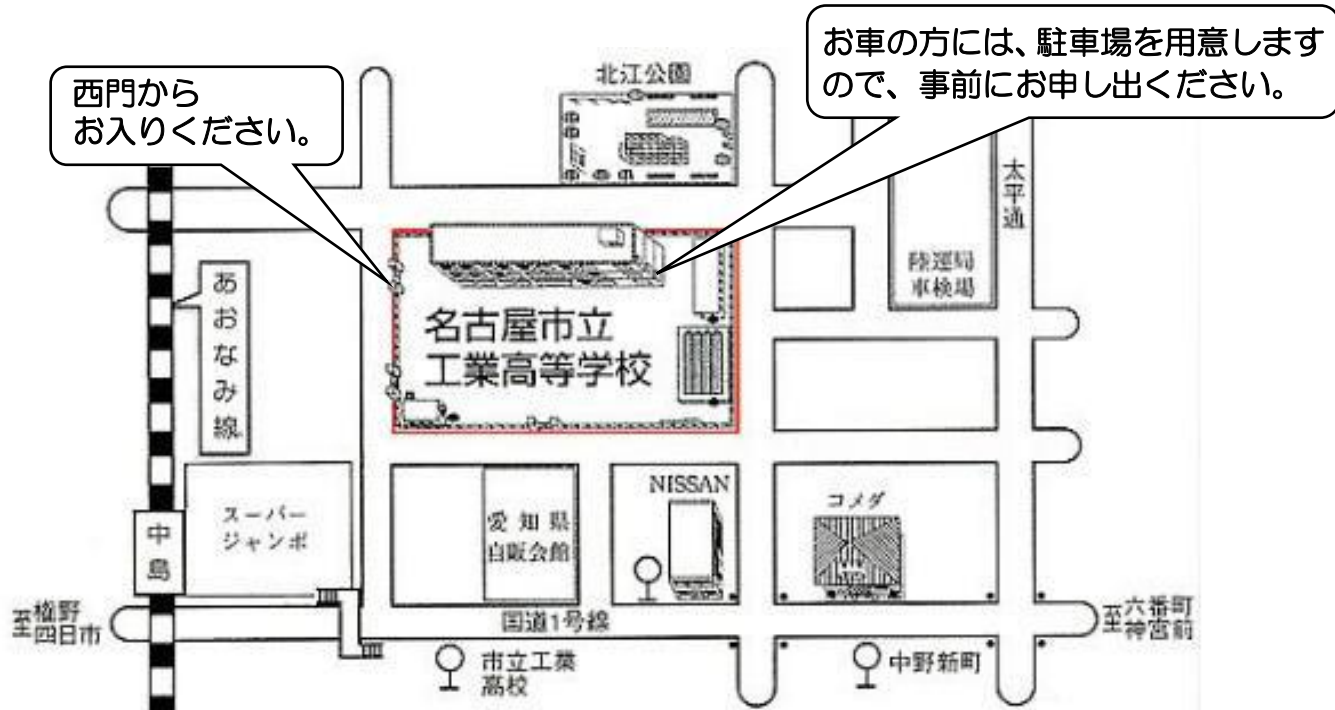 お車の方には、駐車場を用意します
ので、事前にお申し出ください。
西門から
お入りください。
北江公園
太平通
陸運局
車検場
あおなみ線
名古屋市立
工業高等学校
スーパー
ジャンボ
愛知県
自販会館
NISSAN
コメダ
中島
至
権野
四日市
国道1号線
至
六番町
神宮前
市立工業
高校
中野新町